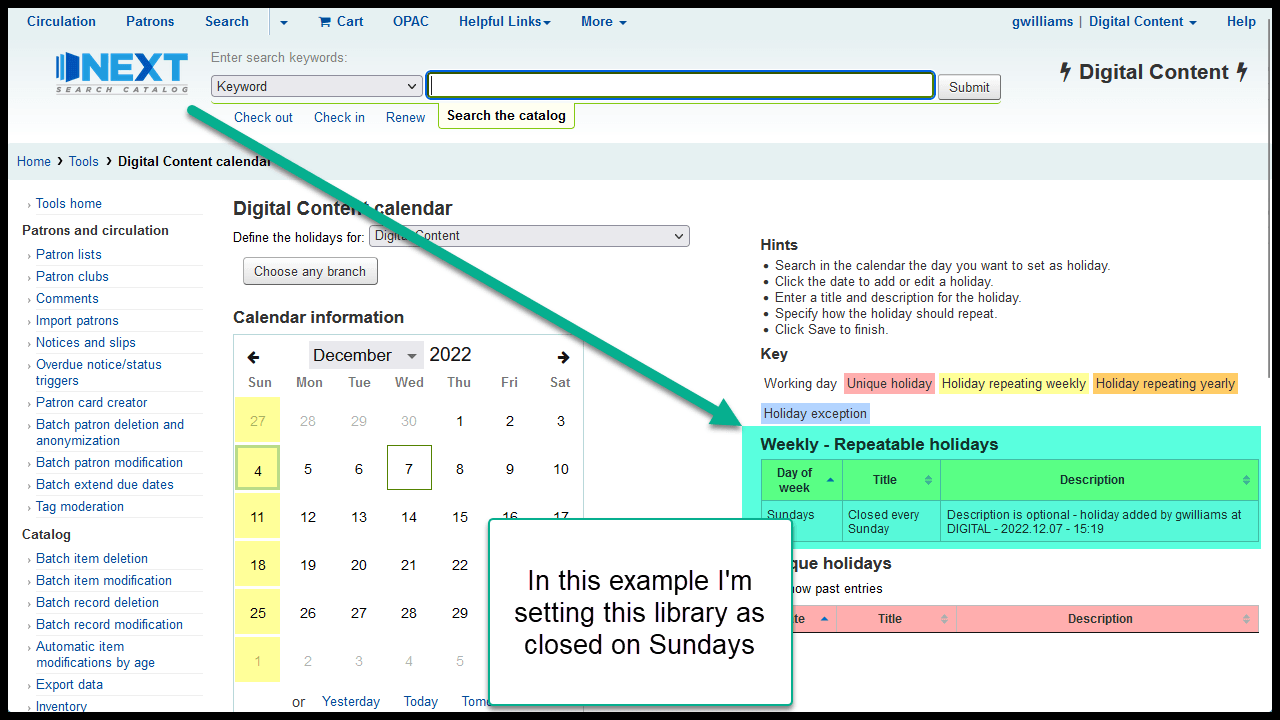 Circulation Patrons Search Cart OPAC Helpful Links More gwilliams | Digital Content Help
NEXT
SEARCH CATALOG
Enter search keywords:
Keyword Submit
Digital Content
Check out Check in Renew Search the catalog
Home › Tools › Digital Content calendar
Tools home
Patrons and circulation
Patron lists
Patron clubs
Comments
Import patrons
Notices and slips
Overdue notice/status
triggers
Patron card creator
Batch patron deletion and
anonymization
Batch patron modification
Batch extend due dates
Tag moderation
Catalog
Batch item deletion
Batch item modification
Batch record deletion
Batch record modification
Automatic item
modifications by age
Export data
Inventory
Digital Content calendar
Define the holidays for: Digital Content
Choose any branch
Calendar information
December 2022
Sun Mon Tue Wed Thu Fri Sat
27 28 29 30 1 2 3
4 5 6 7 8 9 10
11 12 13 14 15 16 17
18 19 20 21 22
25 26 27 28 29
1 2 3 4 5
or Yesterday Today Tom
In this example I'm
setting this library as
closed on Sundays
Hints
• Search in the calendar the day you want to set as holiday.
• Click the date to add or edit a holiday.
• Enter a title and description for the holiday.
• Specify how the holiday should repeat.
• Click Save to finish.
Key
Working day Unique holiday Holiday repeating weekly Holiday repeating yearly
Holiday exception
Weekly - Repeatable holidays
Day of
week Title Description
Sundays Closed every
Sunday Description is optional - holiday added by gwilliams at
DIGITAL - 2022.12.07 - 15:19
que holidays
ow past entries
te Title Description